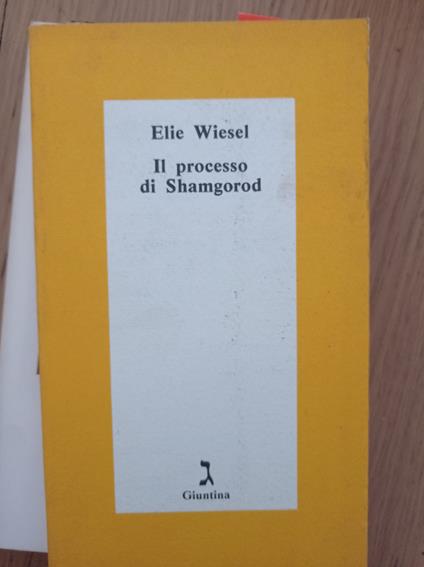 Elie Wiesel
Il processo
di Shamgorod
ג
Giuntina